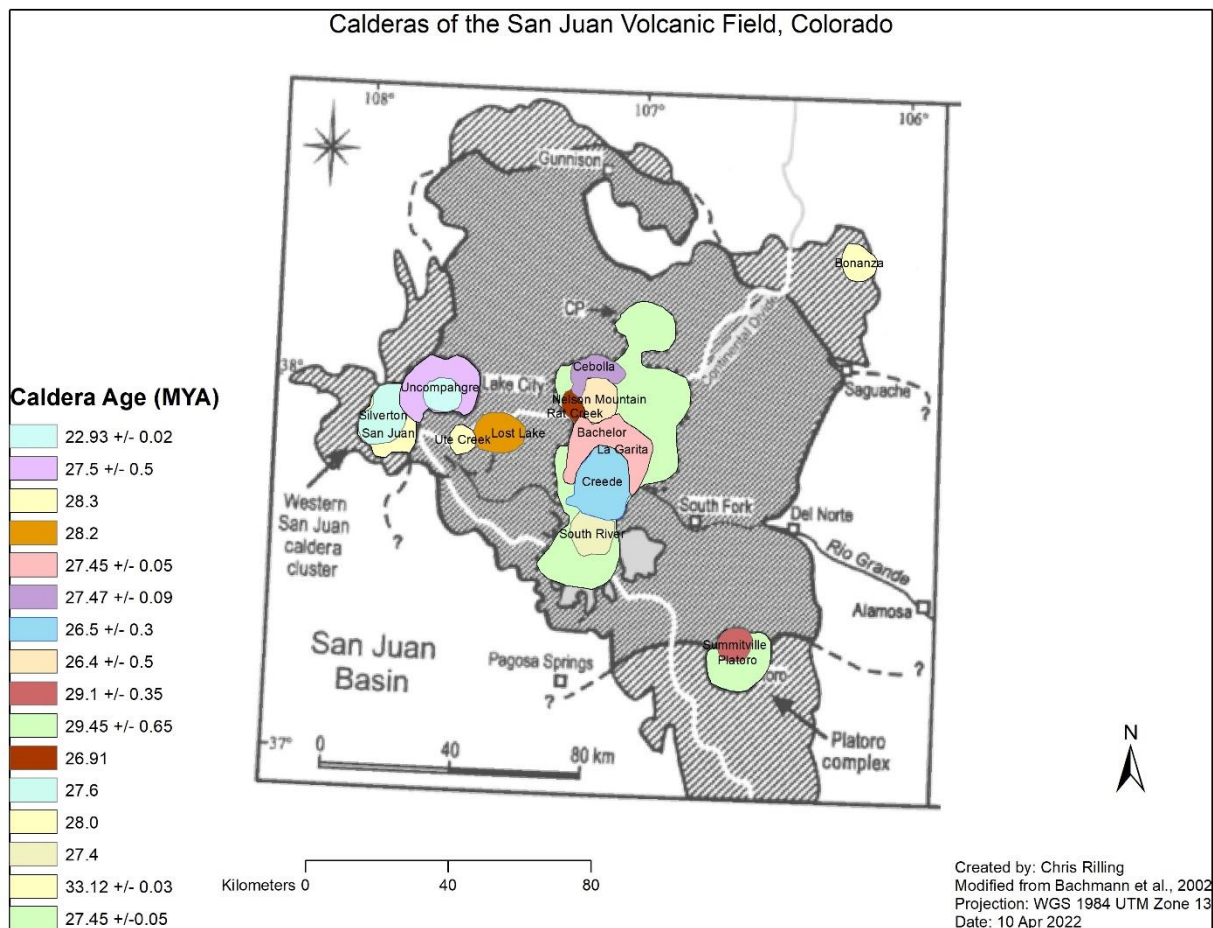 Calderas of the San Juan Volcanic Field, Colorado
108°
107°
106°
Gunnison
Bonanza
CP
Continental Divide
38°
Cebolla
Saguache
Uncompahgre
Lake City
?
Nelson Mountain
Rat Creek
Silverton
San Juan
Ute Creek
Lost Lake
Bachelor
La Garita
Creede
Western
San Juan
caldera
cluster
?
South Fork
Del Norte
South River
Rio Grande
Alamosa
San Juan
Basin
Pagosa Springs
?
Summitville
Platoro
oro
?
Platoro
complex
37°
0 40 80 km
N
Caldera Age (MYA)
22.93 +/- 0.02
27.5 +/- 0.5
28.3
28.2
27.45 +/- 0.05
27.47 +/- 0.09
26.5 +/- 0.3
26.4 +/- 0.5
29.1 +/- 0.35
29.45 +/- 0.65
26.91
27.6
28.0
27.4
33.12 +/- 0.03
27.45 +/-0.05
Kilometers 0 40 80
Created by: Chris Rilling
Modified from Bachmann et al., 2002
Projection: WGS 1984 UTM Zone 13
Date: 10 Apr 2022